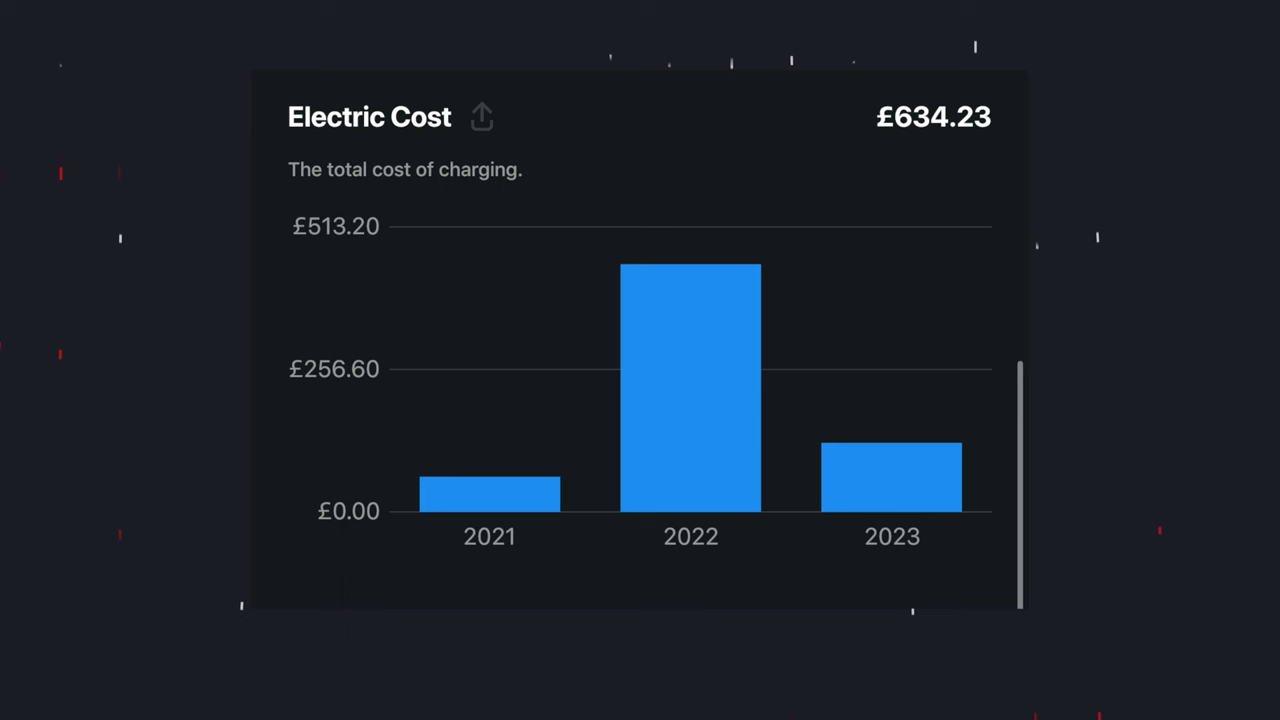 Electric Cost
£634.23
The total cost of charging.
£513.20
£256.60
£0.00
2021 2022 2023